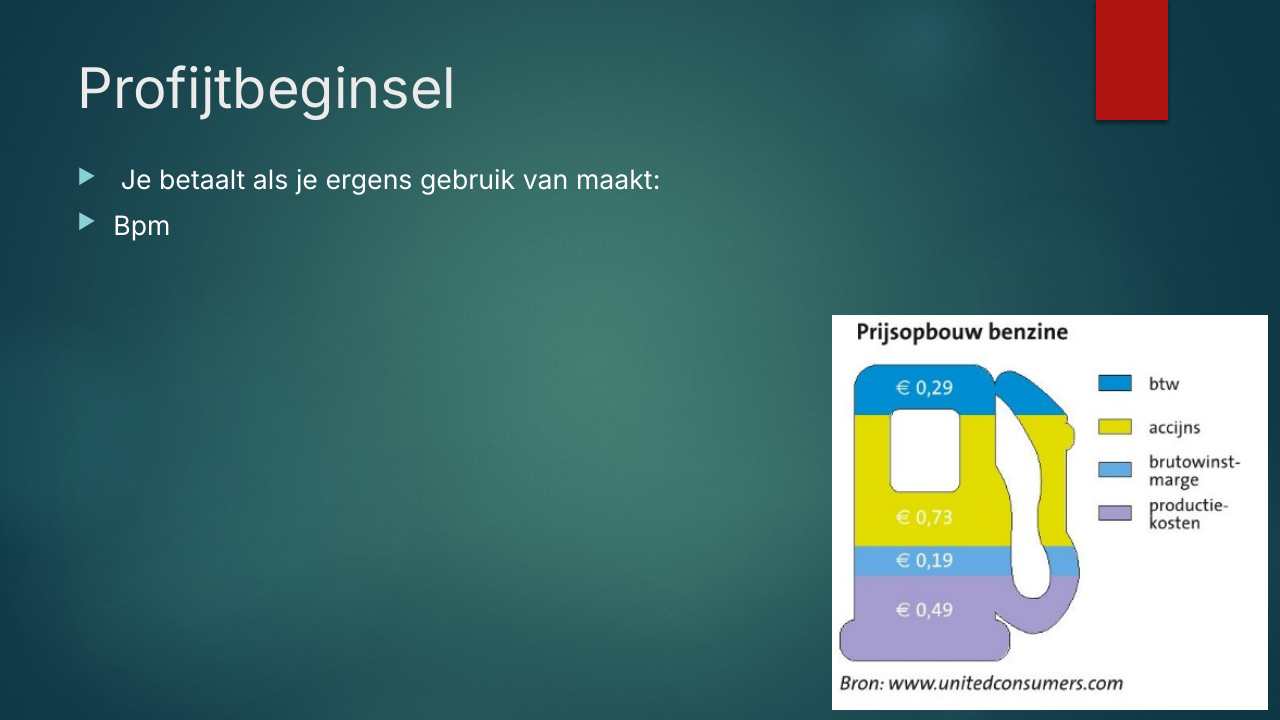 Profijtbeginsel
Je betaalt als je ergens gebruik van maakt:
Bpm
Prijsopbouw benzine
€ 0,29
€ 0,73
€ 0,19
€ 0,49
btw
accijns
brutowinst-
marge
productie-
kosten
Bron: www.unitedconsumers.com